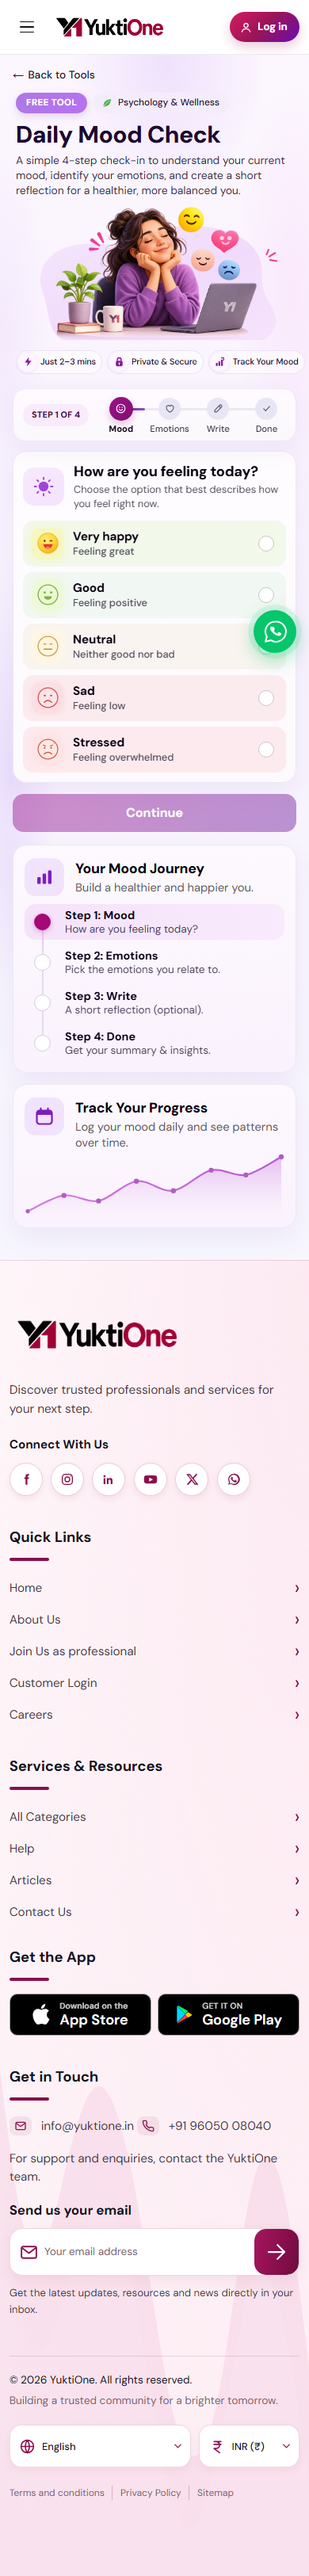 YuktiOne
Log in
← Back to Tools
FREE TOOL
Psychology & Wellness
Daily Mood Check
A simple 4-step check-in to understand your current
mood, identify your emotions, and create a short
reflection for a healthier, more balanced you.
Just 2–3 mins
Private & Secure
Track Your Mood
STEP 1 OF 4
Mood
Emotions
Write
Done
How are you feeling today?
Choose the option that best describes how
you feel right now.
Very happy
Feeling great
Good
Feeling positive
Neutral
Neither good nor bad
Sad
Feeling low
Stressed
Feeling overwhelmed
Continue
Your Mood Journey
Build a healthier and happier you.
Step 1: Mood
How are you feeling today?
Step 2: Emotions
Pick the emotions you relate to.
Step 3: Write
A short reflection (optional).
Step 4: Done
Get your summary & insights.
Track Your Progress
Log your mood daily and see patterns
over time.
YuktiOne
Discover trusted professionals and services for
your next step.
Connect With Us
Quick Links
Home
About Us
Join Us as professional
Customer Login
Careers
Services & Resources
All Categories
Help
Articles
Contact Us
Get the App
Download on the
App Store
GET IT ON
Google Play
Get in Touch
info@yuktione.in
+91 96050 08040
For support and enquiries, contact the YuktiOne
team.
Send us your email
Your email address
Get the latest updates, resources and news directly in your
inbox.
© 2026 YuktiOne. All rights reserved.
Building a trusted community for a brighter tomorrow.
English
INR (₹)
Terms and conditions
Privacy Policy
Sitemap